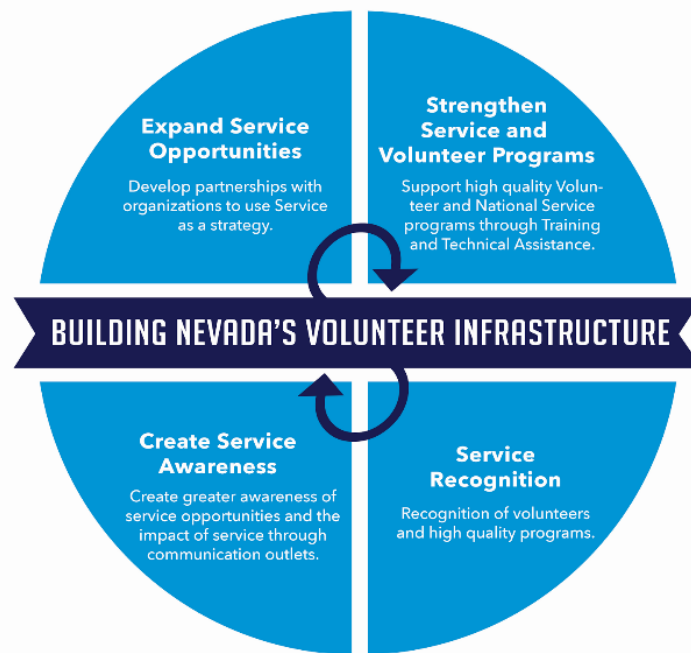 Expand Service
Opportunities
Develop partnerships with
organizations to use Service
as a strategy.
Strengthen
Service and
Volunteer Programs
Support high quality Volun-
teer and National Service
programs through Training
and Technical Assistance.
BUILDING NEVADA'S VOLUNTEER INFRASTRUCTURE
Create Service
Awareness
Create greater awareness of
service opportunities and the
impact of service through
communication outlets.
Service
Recognition
Recognition of volunteers
and high quality programs.